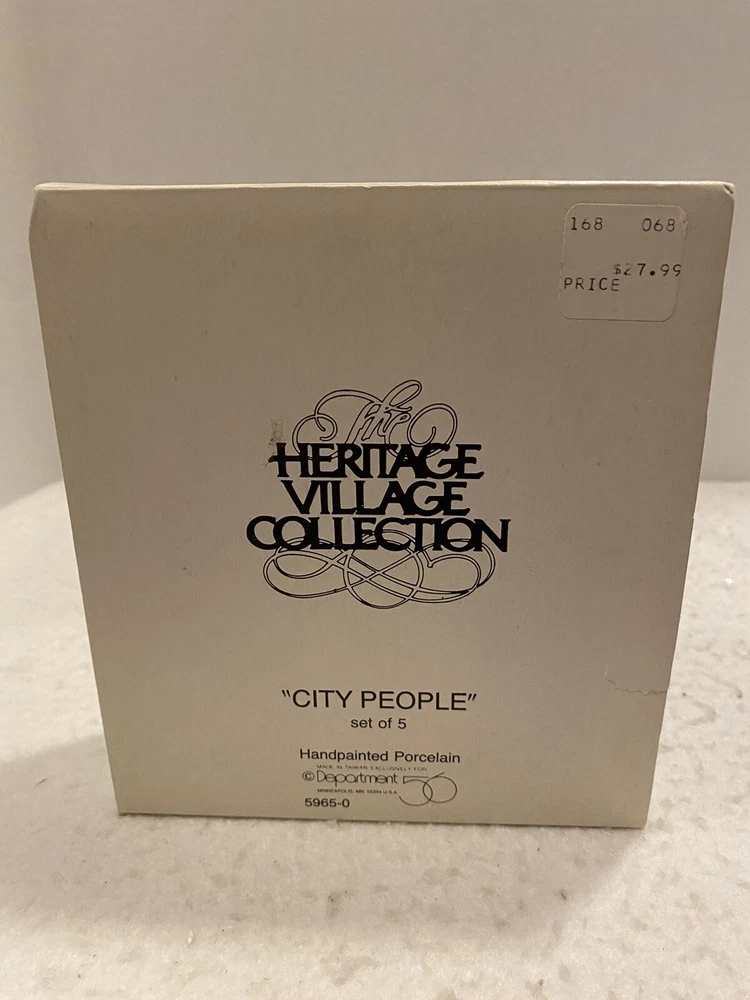 168 068
$27.99
PRICE
The
HERITAGE
VILLAGE
COLLECTION
"CITY PEOPLE"
set of 5
Handpainted Porcelain
MADE IN TAIWAN EXCLUSIVELY FOR
©Department 56
MINNEAPOLIS, MN 55344 U.S.A.
5965-0